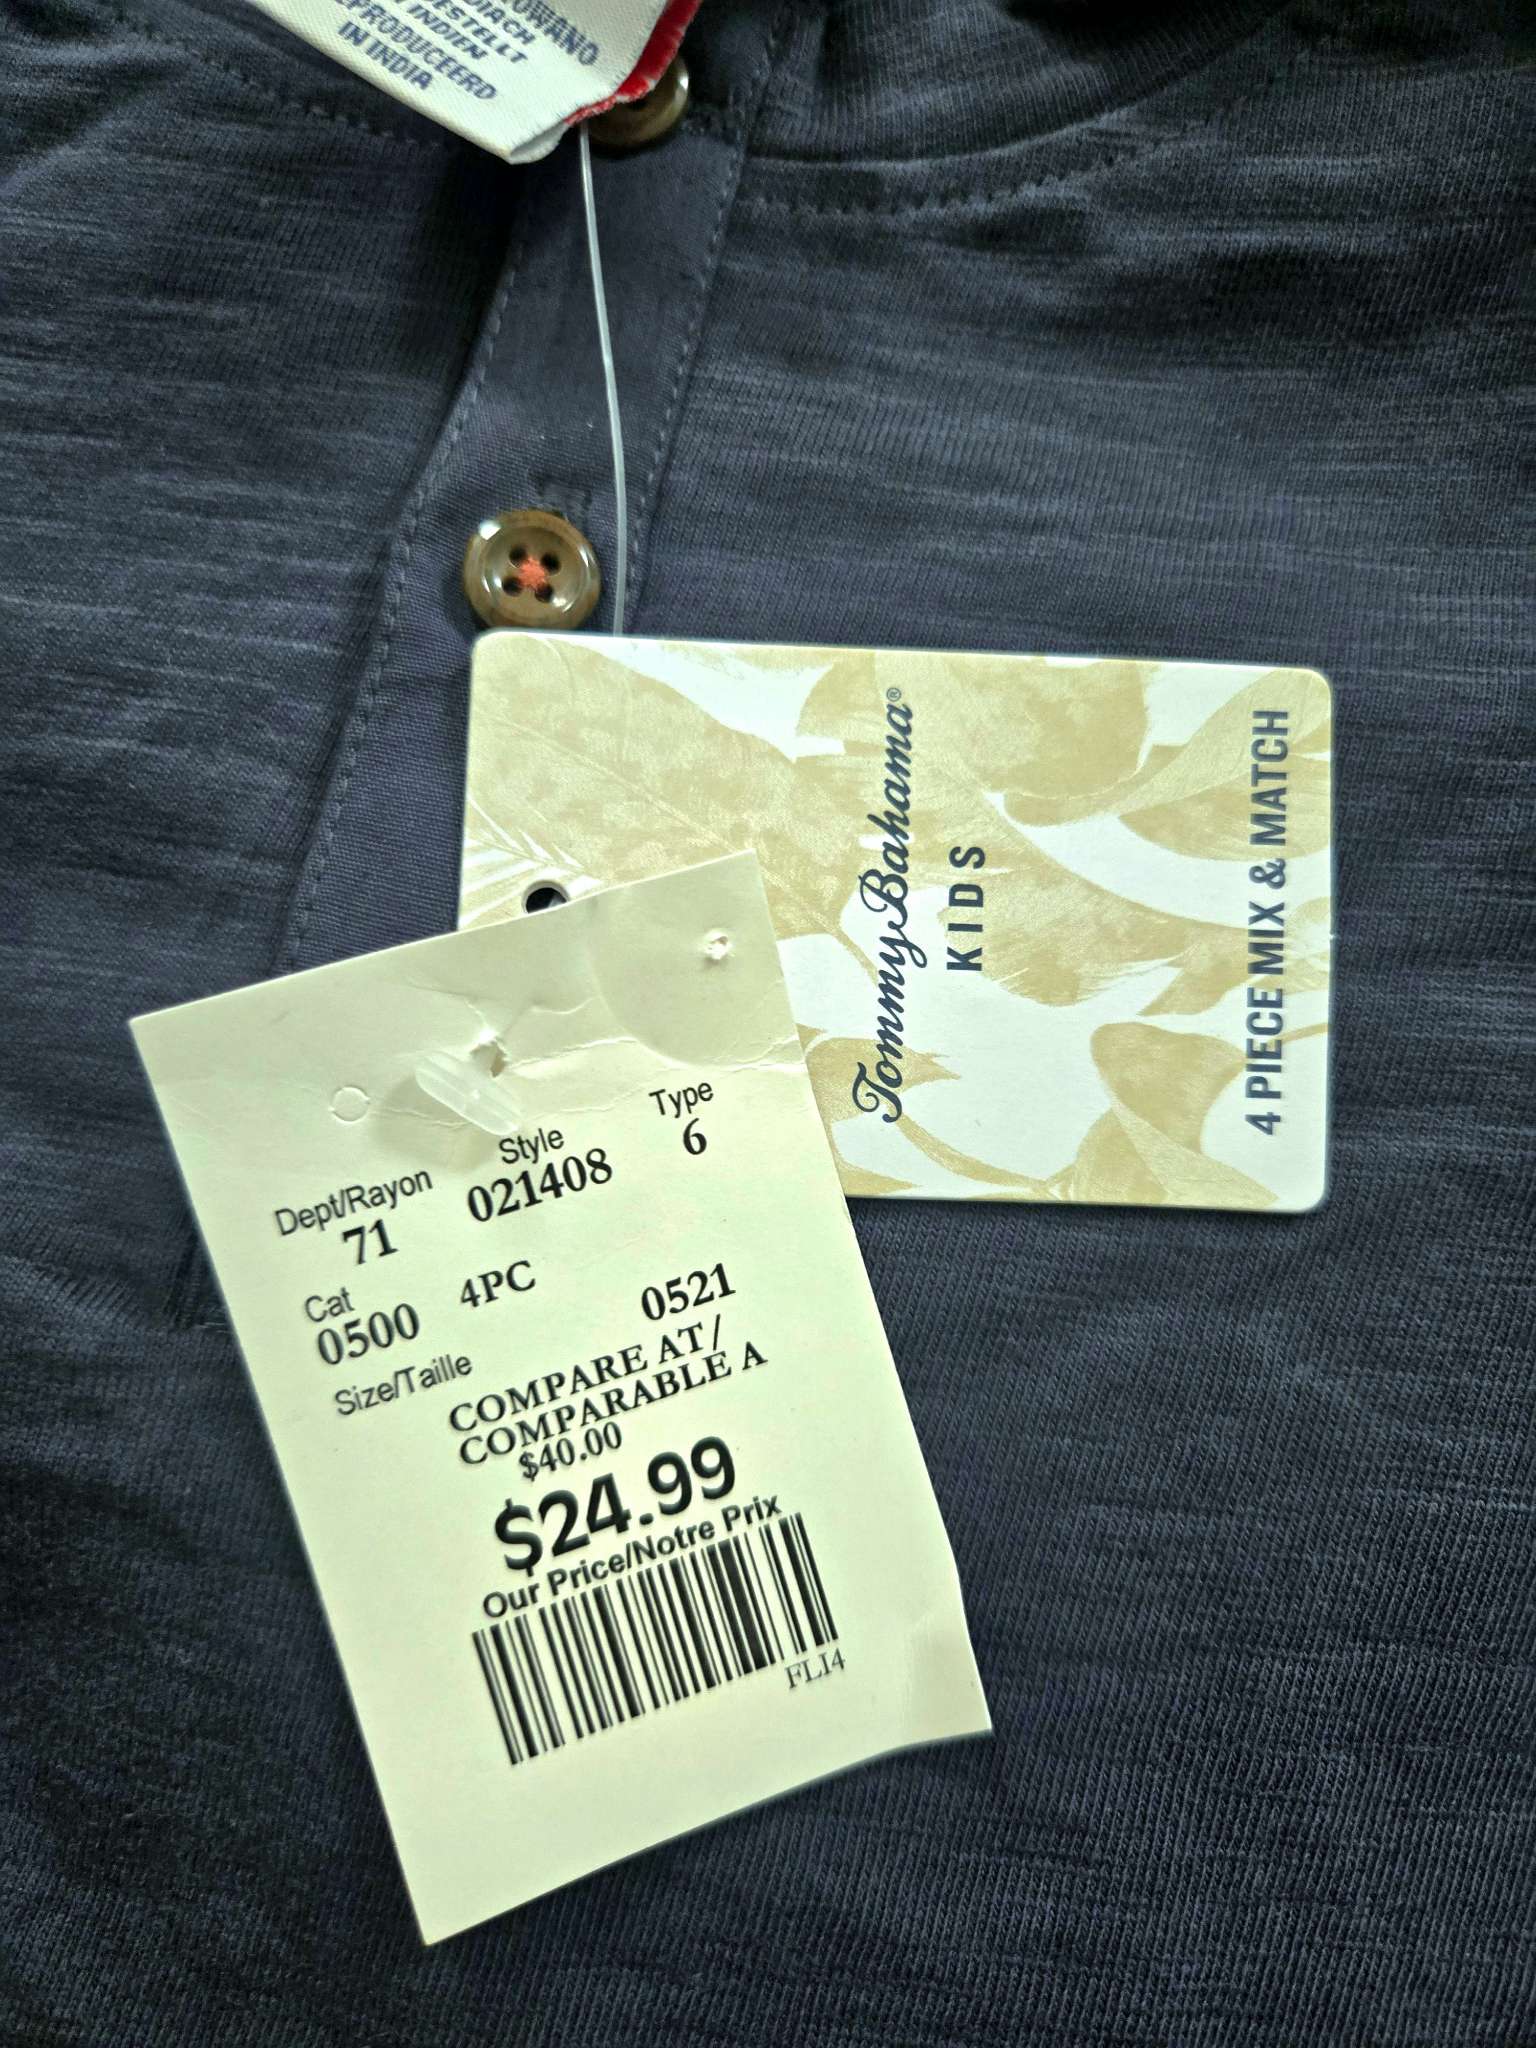 INDIACH
IN INDIA
Tommy Bahama®
KIDS
4 PIECE MIX & MATCH
Dept/Rayon Style Type
71 021408 6
Cat
0500 4PC 0521
Size/Taille
COMPARE AT/
COMPARABLE A
$40.00
$24.99
Our Price/Notre Prix
FLI4